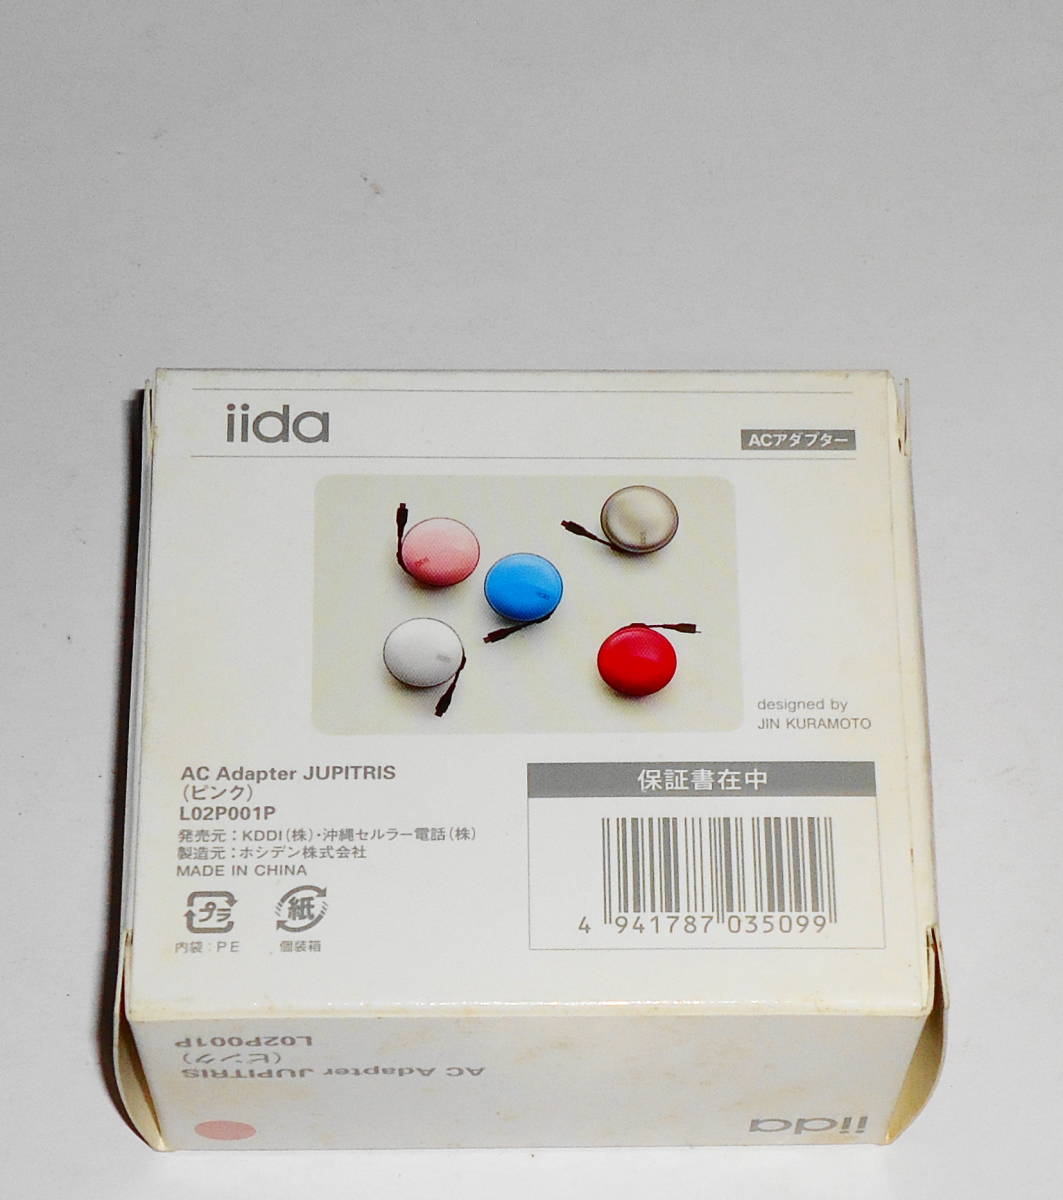 iida
ACアダプター
designed by
JIN KURAMOTO
AC Adapter JUPITRIS
(ピンク)
L02P001P
発売元:KDDI(株)・沖縄セルラー電話(株)
製造元:ホシデン株式会社
MADE IN CHINA
プラ
紙
内袋:PE
個装箱
保証書在中
4 941787 035099
L02P001P
(ピンク)
AC Adapter JUPITRIS
iida